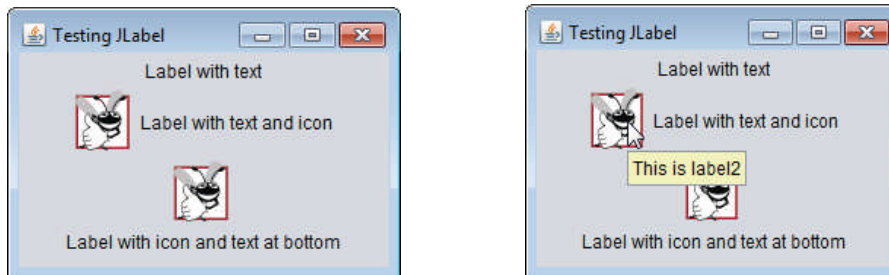 Testing JLabel
Label with text
Label with text and icon
Label with icon and text at bottom
Testing JLabel
Label with text
Label with text and icon
This is label2
Label with icon and text at bottom